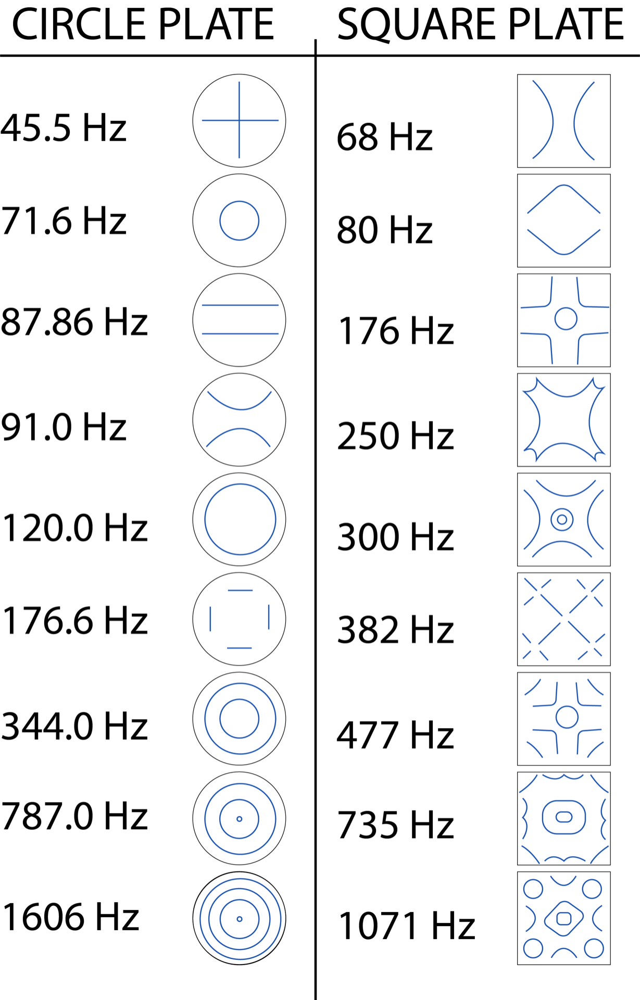 CIRCLE PLATE
SQUARE PLATE
45.5 Hz
68 Hz
71.6 Hz
80 Hz
87.86 Hz
176 Hz
91.0 Hz
250 Hz
120.0 Hz
300 Hz
176.6 Hz
382 Hz
344.0 Hz
477 Hz
787.0 Hz
735 Hz
1606 Hz
1071 Hz